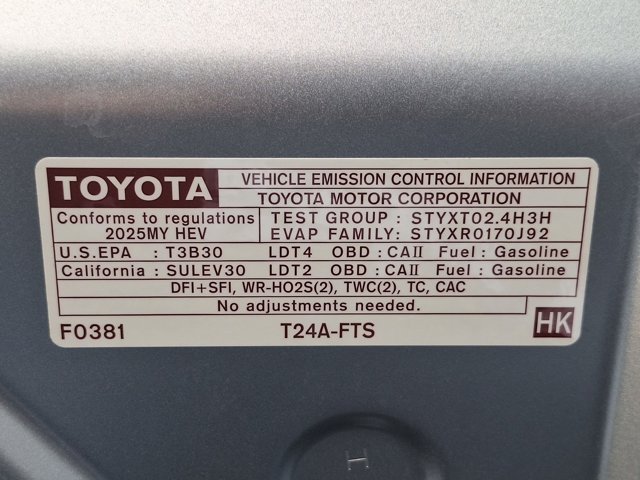 TOYOTA VEHICLE EMISSION CONTROL INFORMATION
TOYOTA MOTOR CORPORATION
Conforms to regulations TEST GROUP : STYXT02.4H3H
2025MY HEV EVAP FAMILY: STYXR0170J92
U.S.EPA : T3B30 LDT4 OBD : CAII Fuel : Gasoline
California : SULEV30 LDT2 OBD : CAII Fuel : Gasoline
DFI+SFI, WR-HO2S(2), TWC(2), TC, CAC
No adjustments needed.
F0381 T24A-FTS HK